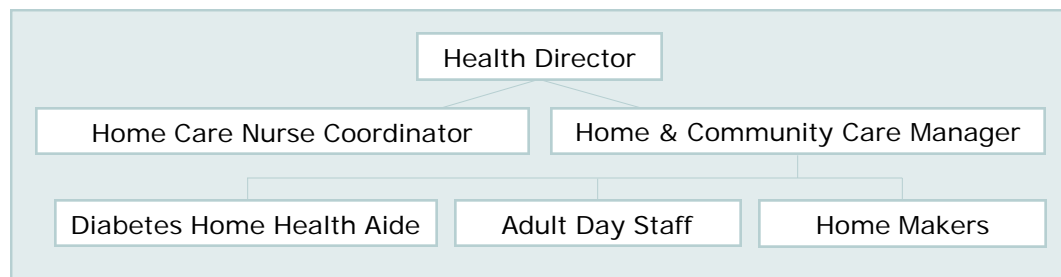 Health Director
Home Care Nurse Coordinator
Home & Community Care Manager
Diabetes Home Health Aide
Adult Day Staff
Home Makers